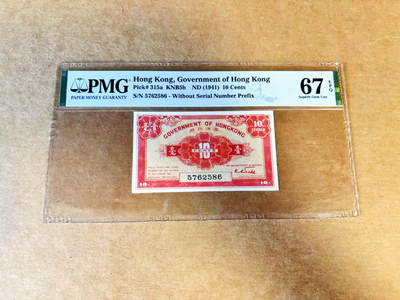 PMG
PAPER MONEY GUARANTY
Hong Kong, Government of Hong Kong
Pick# 315a KNB5b ND (1941) 10 Cents
S/N 5762586 - Without Serial Number Prefix
67 EPQ
Superb Gem Unc
GOVERNMENT OF HONGKONG
10
CENTS
10
5762586